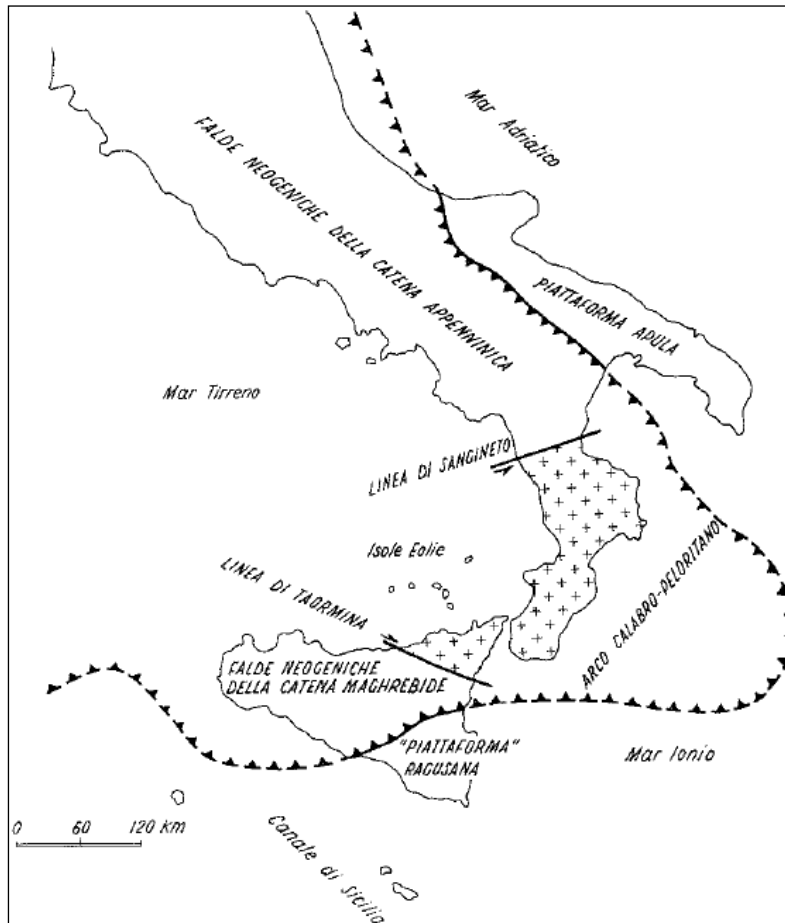 Mar Adriatico
FALDE NEOGENICHE DELLA CATENA APPENNINICA
PIATTAFORMA APULA
Mar Tirreno
LINEA DI SANGINETO
Isole Eolie
LINEA DI TAORMINA
ARCO CALABRO-PELORITANO
FALDE NEOGENICHE
DELLA CATENA MAGHREBIDE
"PIATTAFORMA"
RAGUSANA
Mar Ionio
0 60 120 Km
Canale di Sicilia